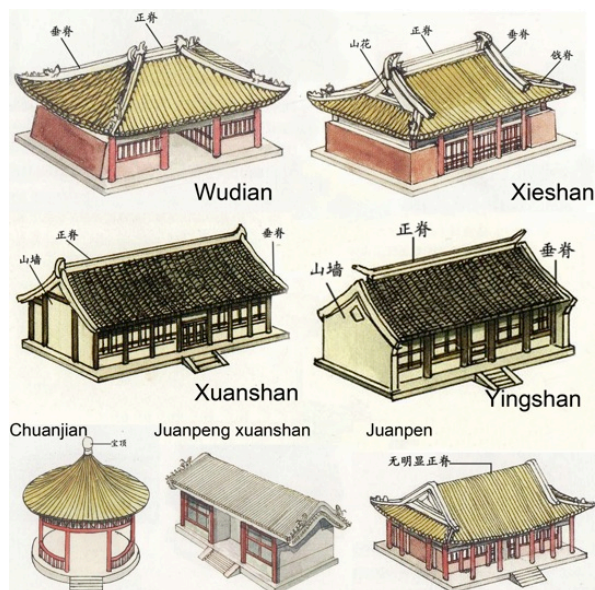 正脊
垂脊
Wudian
正脊
山花
垂脊
戗脊
Xieshan
正脊
垂脊
山墙
Xuanshan
正脊
垂脊
山墙
Yingshan
Chuanjian
宝顶
Juanpeng xuanshan
Juanpen
无明显正脊